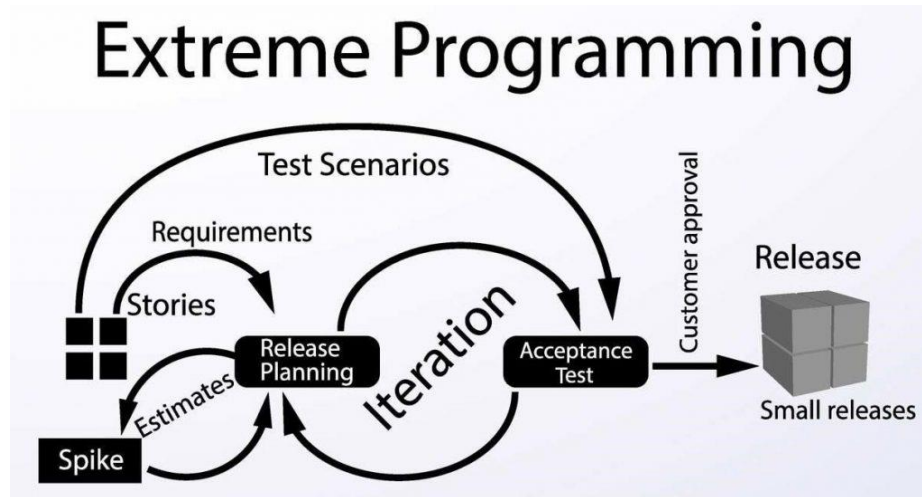 Extreme Programming
Test Scenarios
Requirements
Stories
Release
Planning
Estimates
Spike
Iteration
Acceptance
Test
Customer approval
Release
Small releases